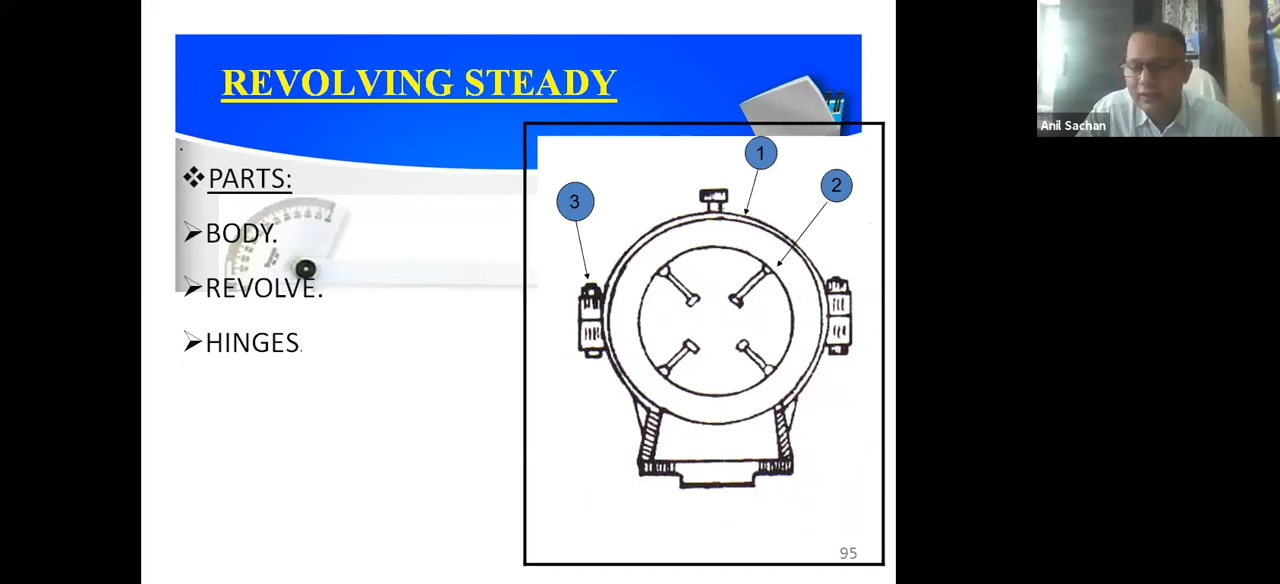 REVOLVING STEADY
❖PARTS:
➢BODY.
➢REVOLVE.
➢HINGES.
1
2
3
95
Anil Sachan